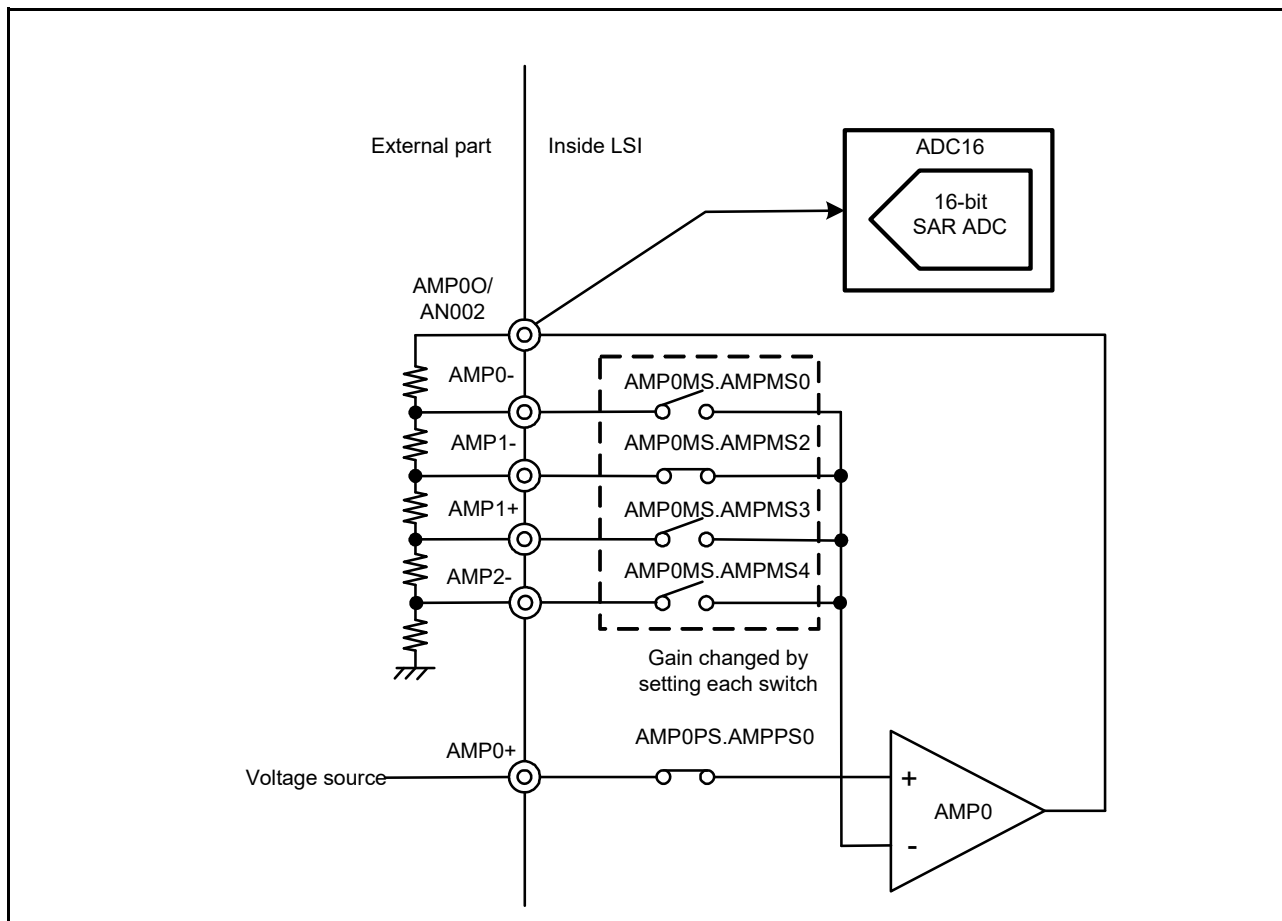 External part
Inside LSI
ADC16
16-bit
SAR ADC
AMP0O/
AN002
AMP0-
AMP0MS.AMPMS0
AMP1-
AMP0MS.AMPMS2
AMP1+
AMP0MS.AMPMS3
AMP2-
AMP0MS.AMPMS4
Gain changed by
setting each switch
AMP0+
AMP0PS.AMPPS0
Voltage source
+
AMP0
-